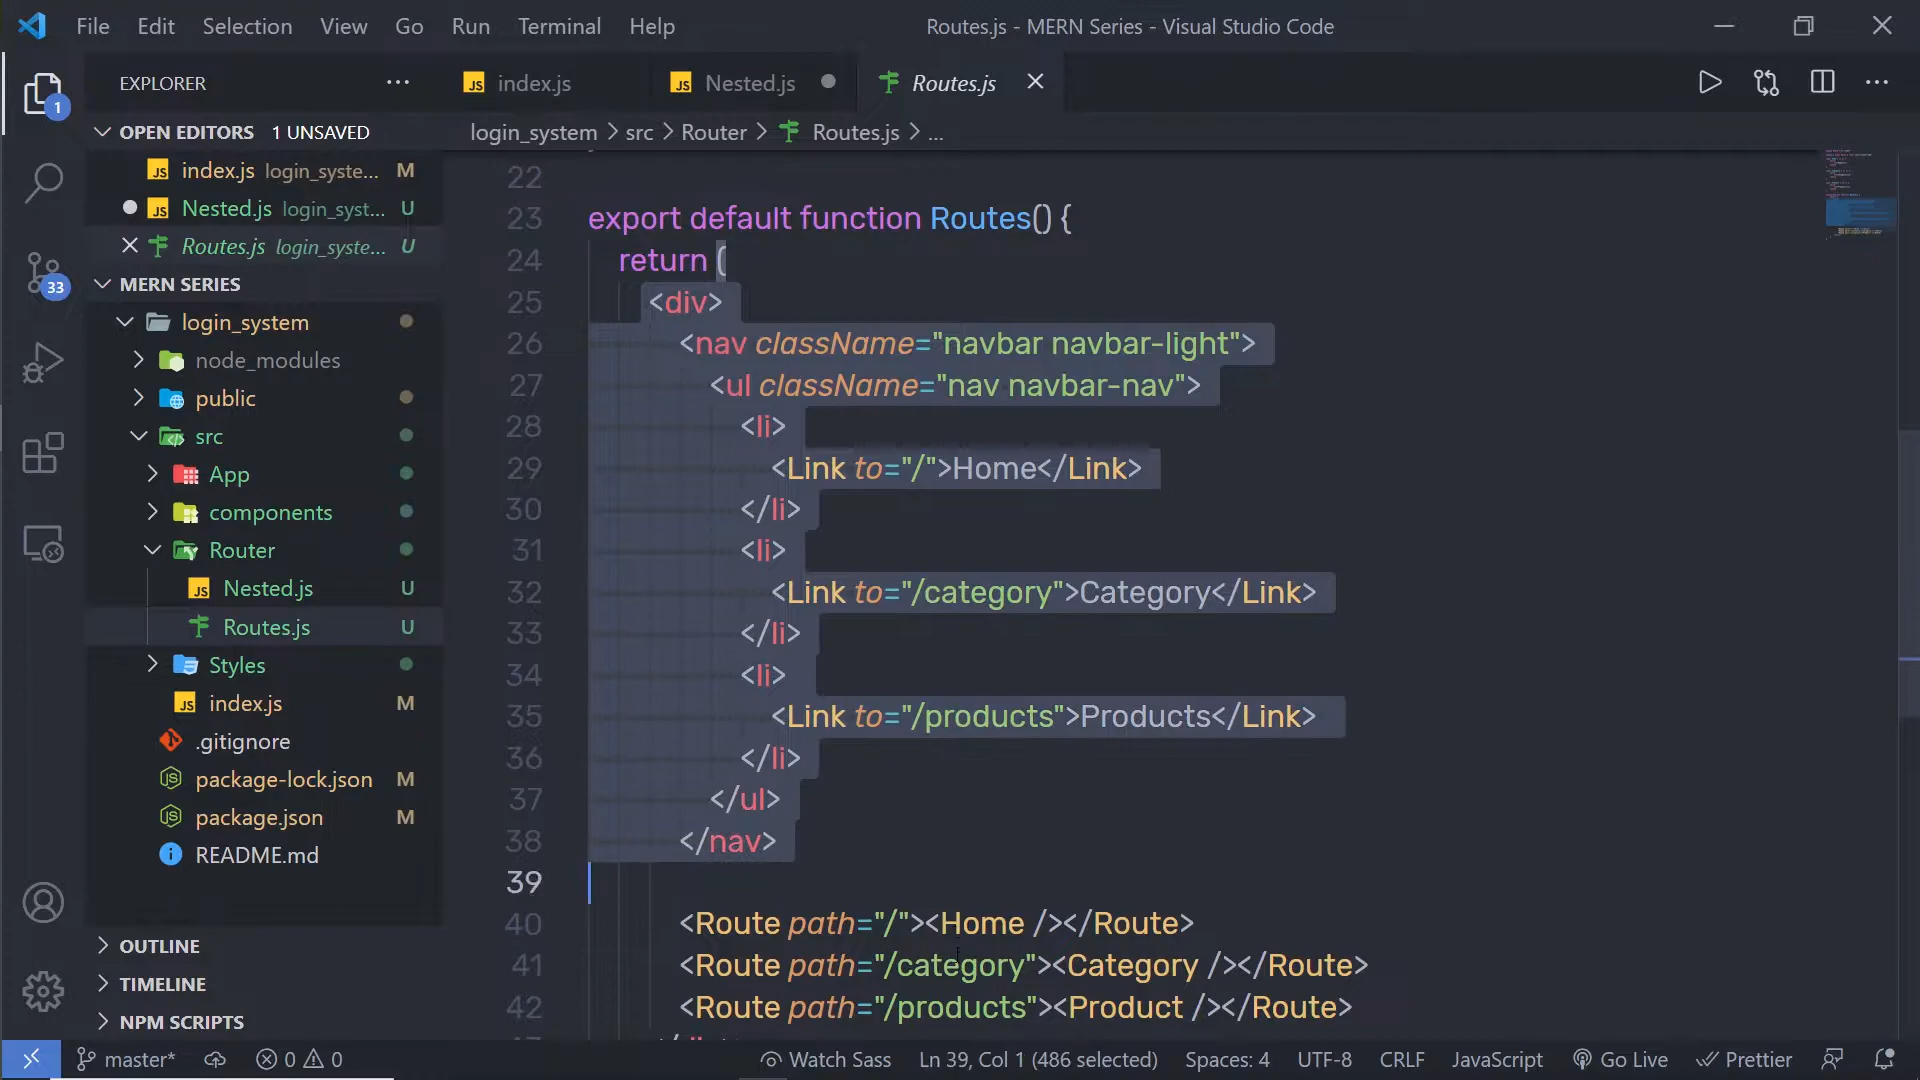 File Edit Selection View Go Run Terminal Help
Routes.js - MERN Series - Visual Studio Code
EXPLORER
index.js
Nested.js
Routes.js
OPEN EDITORS 1 UNSAVED
login_system > src > Router > Routes.js > ...
index.js login_syste... M
Nested.js login_syst... U
Routes.js login_syste... U
MERN SERIES
login_system
node_modules
public
src
App
components
Router
Nested.js U
Routes.js U
Styles
index.js M
.gitignore
package-lock.json M
package.json M
README.md
OUTLINE
TIMELINE
NPM SCRIPTS
1
33
22
23 export default function Routes() {
24 return (
25 <div>
26 <nav className="navbar navbar-light">
27 <ul className="nav navbar-nav">
28 <li>
29 <Link to="/">Home</Link>
30 </li>
31 <li>
32 <Link to="/category">Category</Link>
33 </li>
34 <li>
35 <Link to="/products">Products</Link>
36 </li>
37 </ul>
38 </nav>
39
40 <Route path="/"><Home /></Route>
41 <Route path="/category"><Category /></Route>
42 <Route path="/products"><Product /></Route>
master* 0 0 Watch Sass Ln 39, Col 1 (486 selected) Spaces: 4 UTF-8 CRLF JavaScript Go Live Prettier